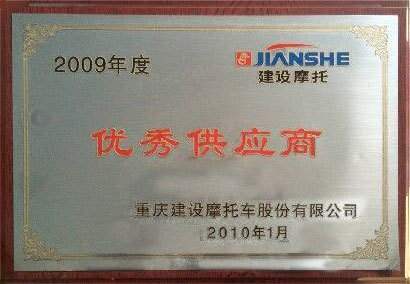 2009年度
JIANSHE
建设摩托
优秀供应商
重庆建设摩托车股份有限公司
2010年1月